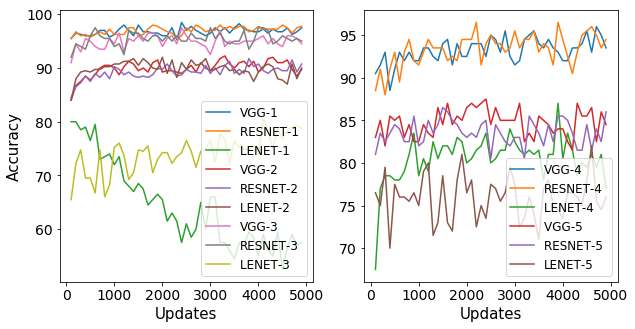 100
90
80
70
60
Accuracy
0
1000
2000
3000
4000
5000
Updates
VGG-1
RESNET-1
LENET-1
VGG-2
RESNET-2
LENET-2
VGG-3
RESNET-3
LENET-3
95
90
85
80
75
70
0
1000
2000
3000
4000
5000
Updates
VGG-4
RESNET-4
LENET-4
VGG-5
RESNET-5
LENET-5